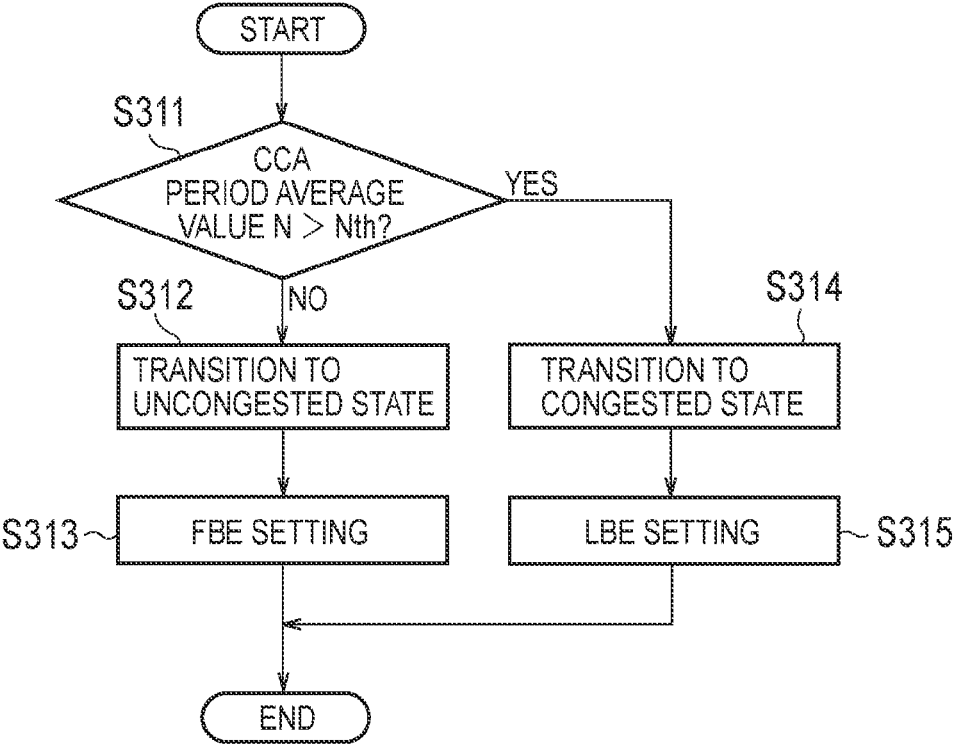 START
S311
CCA
PERIOD AVERAGE
VALUE N > Nth?
YES
NO
S312
TRANSITION TO
UNCONGESTED STATE
S314
TRANSITION TO
CONGESTED STATE
S313
FBE SETTING
LBE SETTING
S315
END